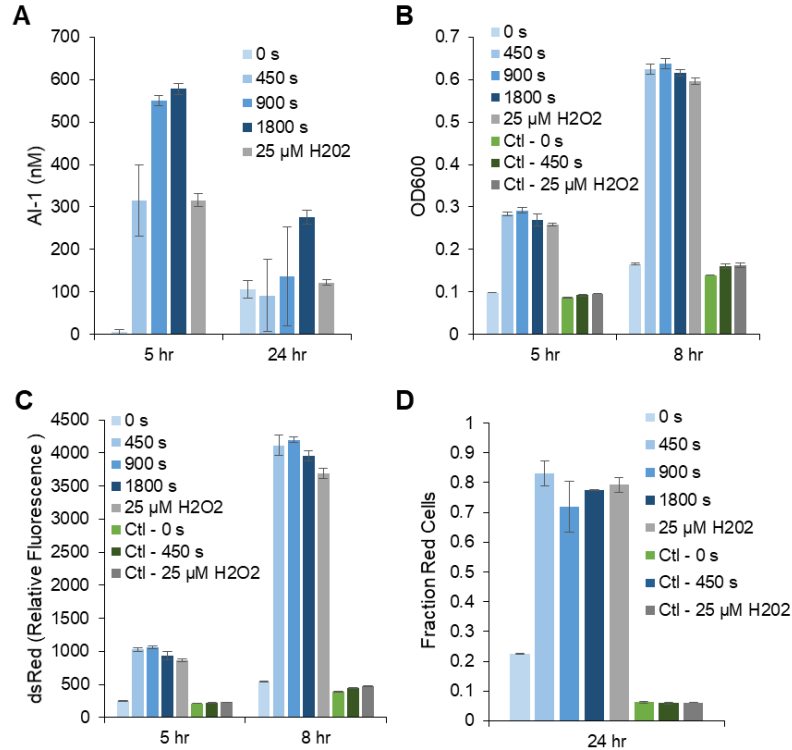 A
AI-1 (nM)
700
600
500
400
300
200
100
0
5 hr
24 hr
0 s
450 s
900 s
1800 s
25 µM H202
B
OD600
0.7
0.6
0.5
0.4
0.3
0.2
0.1
0
5 hr
8 hr
0 s
450 s
900 s
1800 s
25 µM H2O2
Ctl - 0 s
Ctl - 450 s
Ctl - 25 µM H2O2
C
dsRed (Relative Fluorescence )
4500
4000
3500
3000
2500
2000
1500
1000
500
0
5 hr
8 hr
0 s
450 s
900 s
1800 s
25 µM H2O2
Ctl - 0 s
Ctl - 450 s
Ctl - 25 µM H2O2
D
Fraction Red Cells
1
0.9
0.8
0.7
0.6
0.5
0.4
0.3
0.2
0.1
0
24 hr
0 s
450 s
900 s
1800 s
25 µM H202
Ctl - 0 s
Ctl - 450 s
Ctl - 25 µM H202